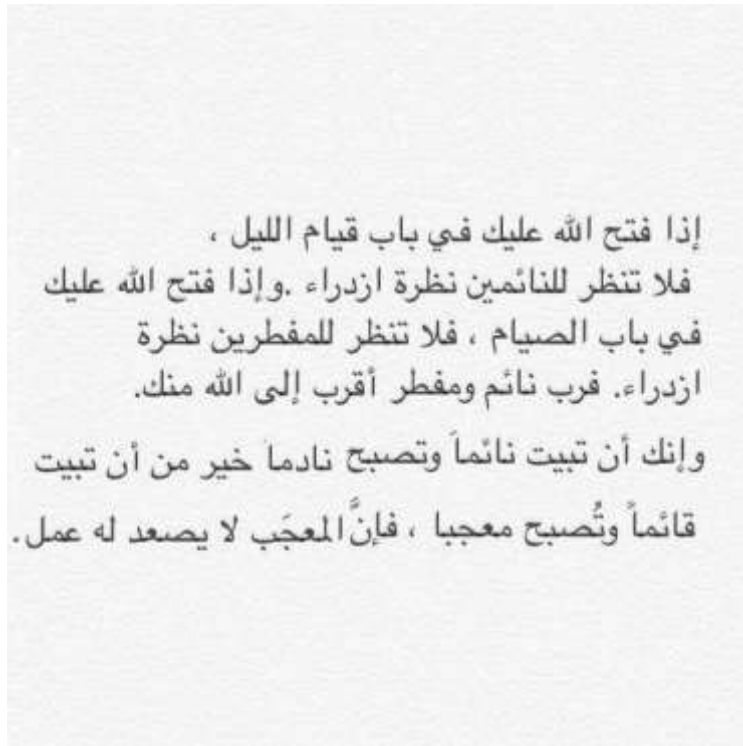 إذا فتح الله عليك في باب قيام الليل ،
فلا تنظر للنائمين نظرة ازدراء .وإذا فتح الله عليك
في باب الصيام ، فلا تنظر للمفطرين نظرة
ازدراء. فرب نائم ومفطر أقرب إلى الله منك.
وإنك أن تبيت نائماً وتصبح نادماً خير من أن تبيت
قائماً وتُصبح معجبا ، فإنَّ المعجَب لا يصعد له عمل.